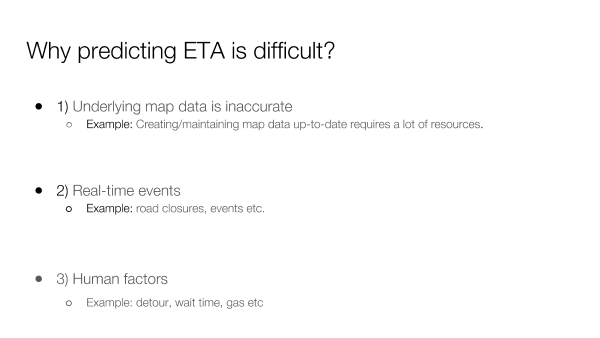 Why predicting ETA is difficult?
● 1) Underlying map data is inaccurate
○ Example: Creating/maintaining map data up-to-date requires a lot of resources.
● 2) Real-time events
○ Example: road closures, events etc.
● 3) Human factors
○ Example: detour, wait time, gas etc